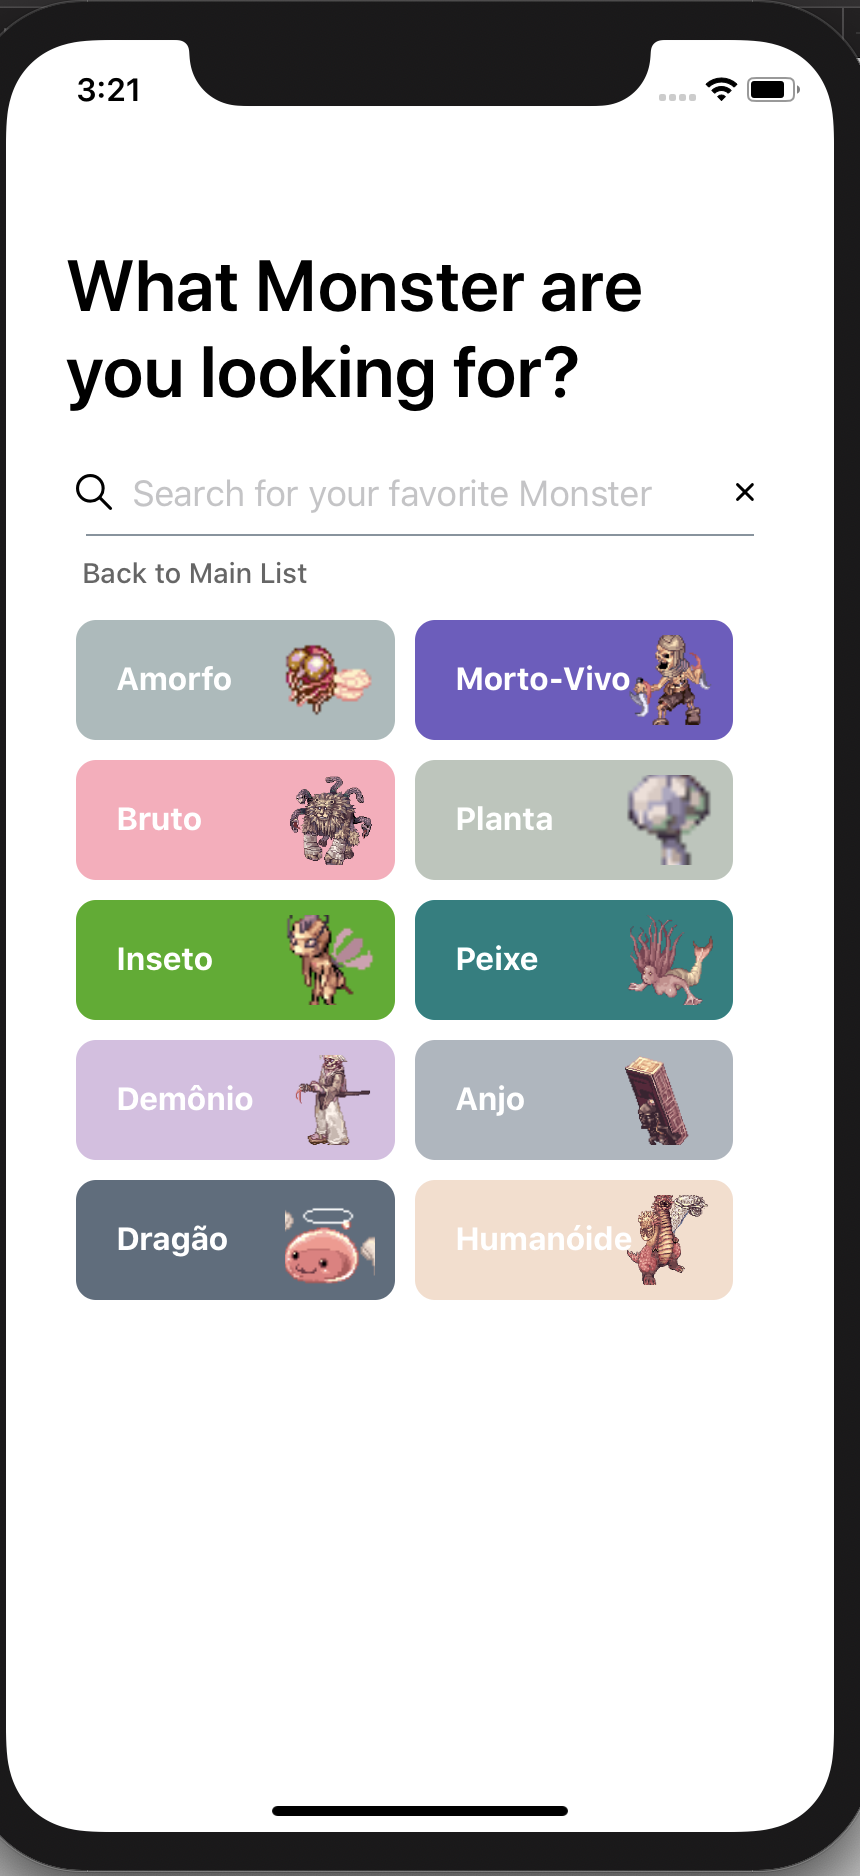 3:21
What Monster are
you looking for?
Search for your favorite Monster
Back to Main List
Amorfo
Morto-Vivo
Bruto
Planta
Inseto
Peixe
Demônio
Anjo
Dragão
Humanóide